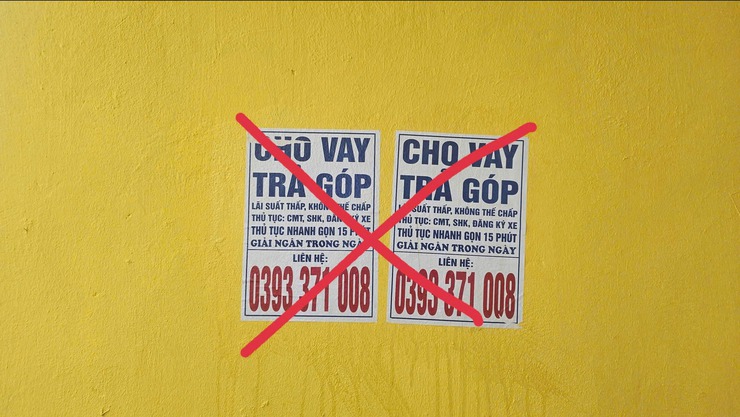 CHO VAY
TRẢ GÓP
LÃI SUẤT THẤP, KHÔNG THẾ CHẤP
THỦ TỤC: CMT, SHK, ĐĂNG KÝ XE
THỦ TỤC NHANH GỌN 15 PHÚT
GIẢI NGÂN TRONG NGÀY
LIÊN HỆ:
0393 371 008
CHO VAY
TRẢ GÓP
LÃI SUẤT THẤP, KHÔNG THẾ CHẤP
THỦ TỤC: CMT, SHK, ĐĂNG KÝ XE
THỦ TỤC NHANH GỌN 15 PHÚT
GIẢI NGÂN TRONG NGÀY
LIÊN HỆ:
0393 371 008